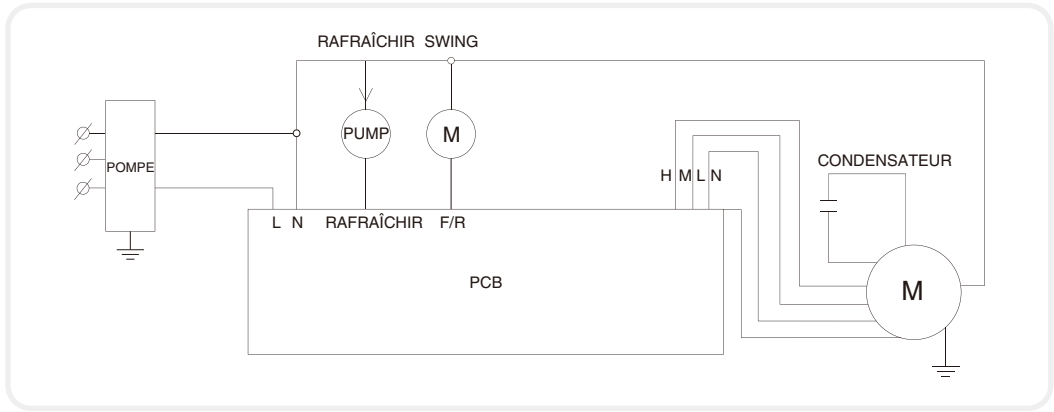 RAFRAÎCHIR SWING
POMPE
PUMP
M
H M L N
CONDENSATEUR
L N RAFRAÎCHIR F/R
PCB
M